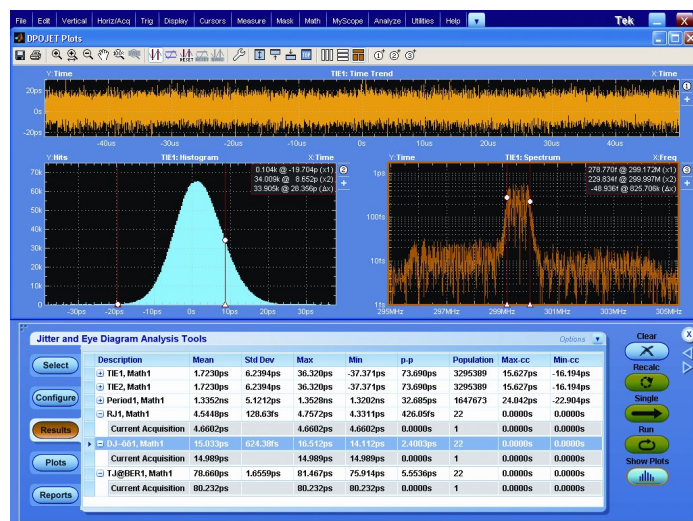 File Edit Vertical Horiz/Acq Trig Display Cursors Measure Mask Math MyScope Analyze Utilities Help Tek X
DPOJET Plots
RESET
Y:Time TIE1: Time Trend X:Time
20ps
0s
-20ps
-40us -30us -20us -10us 0s 10us 20us 30us 40us
1
Y:Hits TIE1: Histogram X:Time
0.104k @ -19.704p (x1)
34.009k @ 8.652p (x2)
33.905k @ 28.356p (Δx)
70k
60k
50k
40k
30k
20k
10k
0
-30ps -20ps -10ps 0s 10ps 20ps 30ps
2
Y:Time TIE1: Spectrum X:Freq
278.770f @ 299.172M (x1)
229.834f @ 299.997M (x2)
-48.936f @ 825.706k (Δx)
1ps
100fs
10fs
1fs
295MHz 297MHz 299MHz 301MHz 303MHz 305MHz
3
Jitter and Eye Diagram Analysis Tools Options
Select
Configure
Results
Plots
Reports
Description Mean Std Dev Max Min p-p Population Max-cc Min-cc
TIE1, Math1 1.7230ps 6.2394ps 36.320ps -37.371ps 73.690ps 3295389 15.627ps -16.194ps
TIE2, Math1 1.7230ps 6.2394ps 36.320ps -37.371ps 73.690ps 3295389 15.627ps -16.194ps
Period1, Math1 1.3352ns 5.1212ps 1.3528ns 1.3202ns 32.685ps 1647673 24.042ps -22.904ps
RJ1, Math1 4.5448ps 128.63fs 4.7572ps 4.3311ps 426.05fs 22 0.0000s 0.0000s
Current Acquisition 4.6602ps 4.6602ps 4.6602ps 0.0000s 1 0.0000s 0.0000s
DJ-δδ1, Math1 15.033ps 624.38fs 16.512ps 14.112ps 2.4003ps 22 0.0000s 0.0000s
Current Acquisition 14.989ps 14.989ps 14.989ps 0.0000s 1 0.0000s 0.0000s
TJ@BER1, Math1 78.660ps 1.6559ps 81.467ps 75.914ps 5.5536ps 22 0.0000s 0.0000s
Current Acquisition 80.232ps 80.232ps 80.232ps 0.0000s 1 0.0000s 0.0000s
Clear X
Recalc
Single
Run
Show Plots